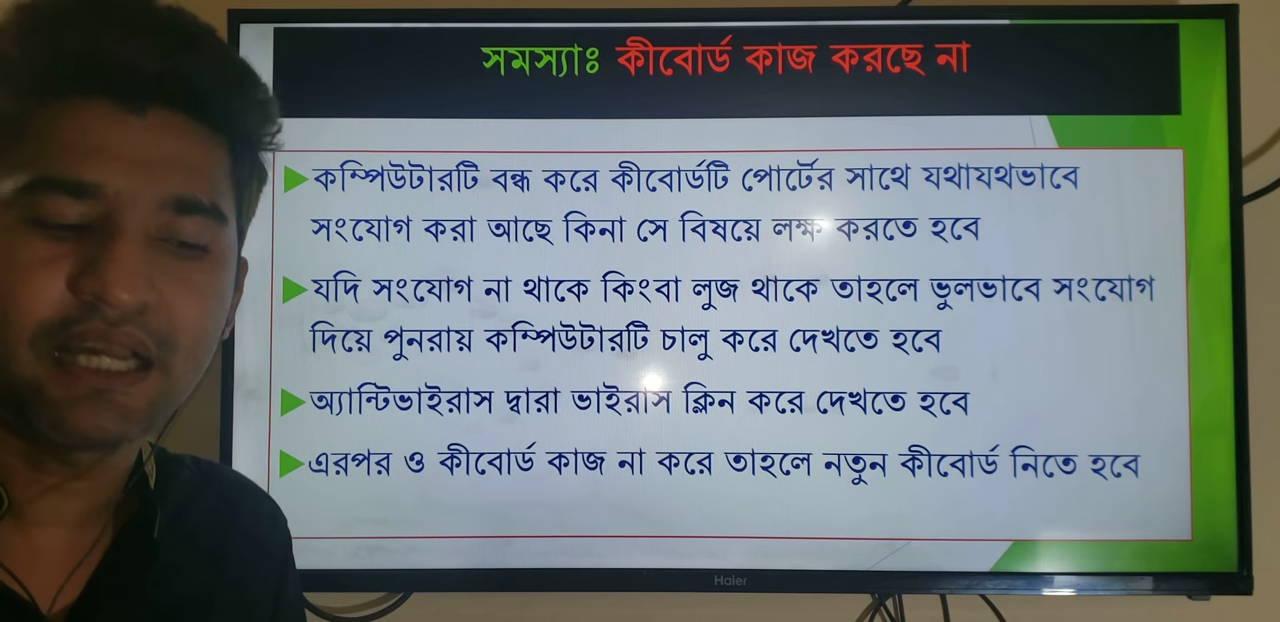 সমস্যাঃ কীবোর্ড কাজ করছে না
কম্পিউটারটি বন্ধ করে কীবোর্ডটি পোর্টের সাথে যথাযথভাবে
সংযোগ করা আছে কিনা সে বিষয়ে লক্ষ করতে হবে
যদি সংযোগ না থাকে কিংবা লুজ থাকে তাহলে ভুলভাবে সংযোগ
দিয়ে পুনরায় কম্পিউটারটি চালু করে দেখতে হবে
অ্যান্টিভাইরাস দ্বারা ভাইরাস ক্লিন করে দেখতে হবে
এরপর ও কীবোর্ড কাজ না করে তাহলে নতুন কীবোর্ড নিতে হবে
Haier